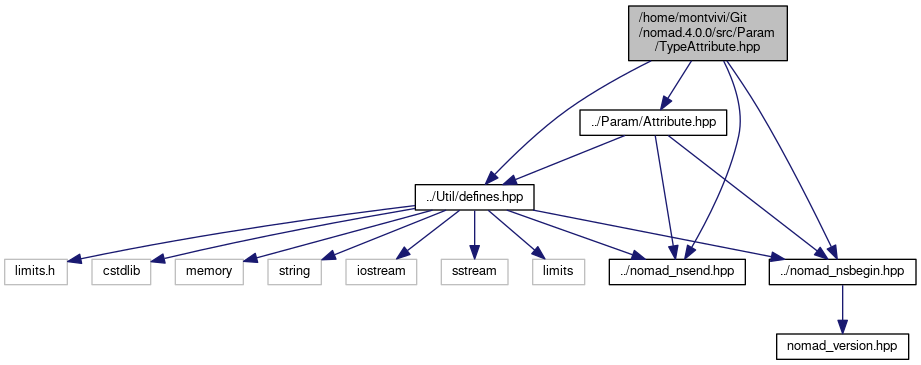 /home/montvivi/Git
/nomad.4.0.0/src/Param
/TypeAttribute.hpp
../Param/Attribute.hpp
../Util/defines.hpp
limits.h
cstdlib
memory
string
iostream
sstream
limits
../nomad_nsend.hpp
../nomad_nsbegin.hpp
nomad_version.hpp